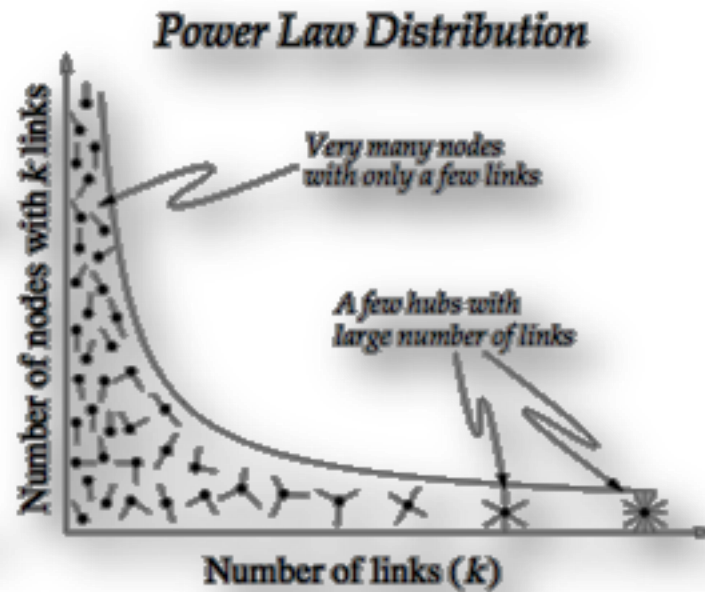 Power Law Distribution
Number of nodes with k links
Very many nodes
with only a few links
A few hubs with
large number of links
Number of links (k)